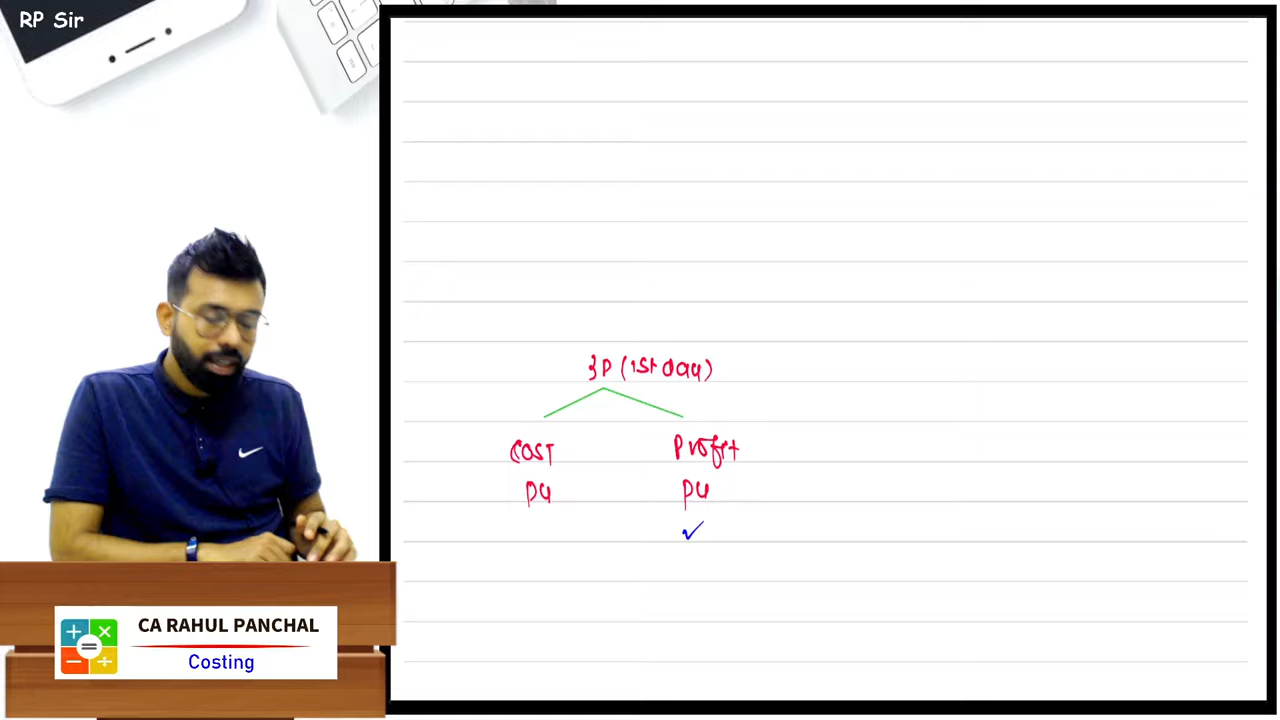 RP Sir
3P (1st day)
Cost
Profit
PU
PU
CA RAHUL PANCHAL
Costing